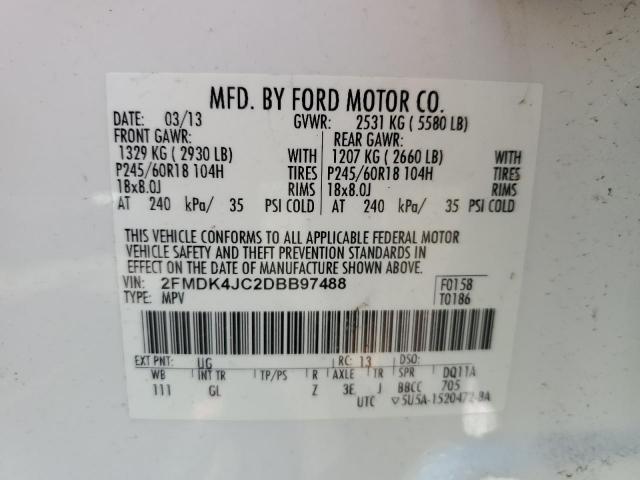 MFD. BY FORD MOTOR CO.
DATE: 03/13 GVWR: 2531 KG ( 5580 LB)
FRONT GAWR: REAR GAWR:
1329 KG ( 2930 LB) WITH 1207 KG ( 2660 LB) WITH
P245/60R18 104H TIRES P245/60R18 104H TIRES
18x8.0J RIMS 18x8.0J RIMS
AT 240 kPa/ 35 PSI COLD AT 240 kPa/ 35 PSI COLD
THIS VEHICLE CONFORMS TO ALL APPLICABLE FEDERAL MOTOR
VEHICLE SAFETY AND THEFT PREVENTION STANDARDS IN
EFFECT ON THE DATE OF MANUFACTURE SHOWN ABOVE.
VIN: 2FMDK4JC2DBB97488 F0158
TYPE: MPV T0186
EXT PNT: UG RC: 13 DSO:
WB INT TR TP/PS R AXLE TR SPR DQ11A
111 GL Z 3E J BBCC 705
UTC ▽5U5A-1520472-BA